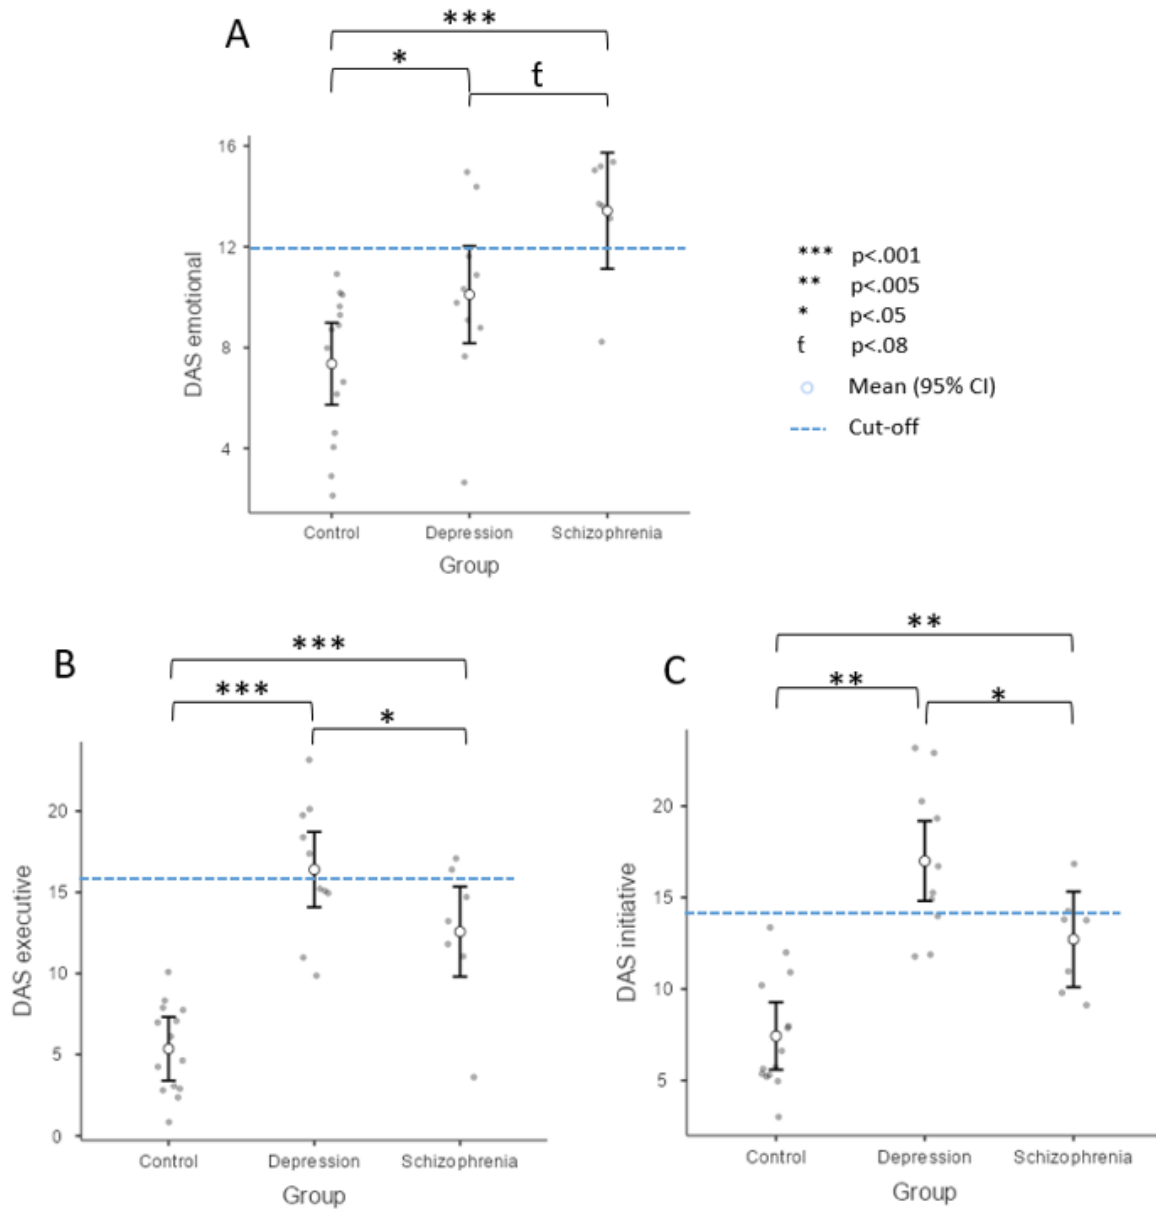 A
***
*
ƭ
DAS emotional
16
12
8
4
Control Depression Schizophrenia
Group
*** p<.001
** p<.005
* p<.05
ƭ p<.08
Mean (95% CI)
Cut-off
B
***
***
*
DAS executive
20
15
10
5
0
Control Depression Schizophrenia
Group
C
**
**
*
DAS initiative
20
15
10
5
Control Depression Schizophrenia
Group